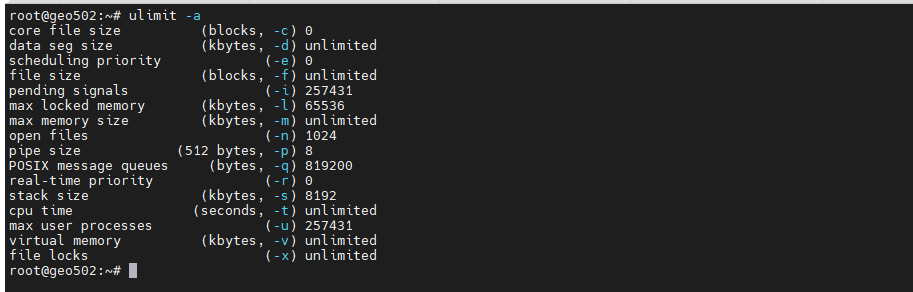 root@geo502:~# ulimit -a
core file size          (blocks, -c) 0
data seg size           (kbytes, -d) unlimited
scheduling priority             (-e) 0
file size               (blocks, -f) unlimited
pending signals                 (-i) 257431
max locked memory       (kbytes, -l) 65536
max memory size         (kbytes, -m) unlimited
open files                      (-n) 1024
pipe size            (512 bytes, -p) 8
POSIX message queues     (bytes, -q) 819200
real-time priority              (-r) 0
stack size              (kbytes, -s) 8192
cpu time               (seconds, -t) unlimited
max user processes              (-u) 257431
virtual memory          (kbytes, -v) unlimited
file locks                      (-x) unlimited
root@geo502:~#